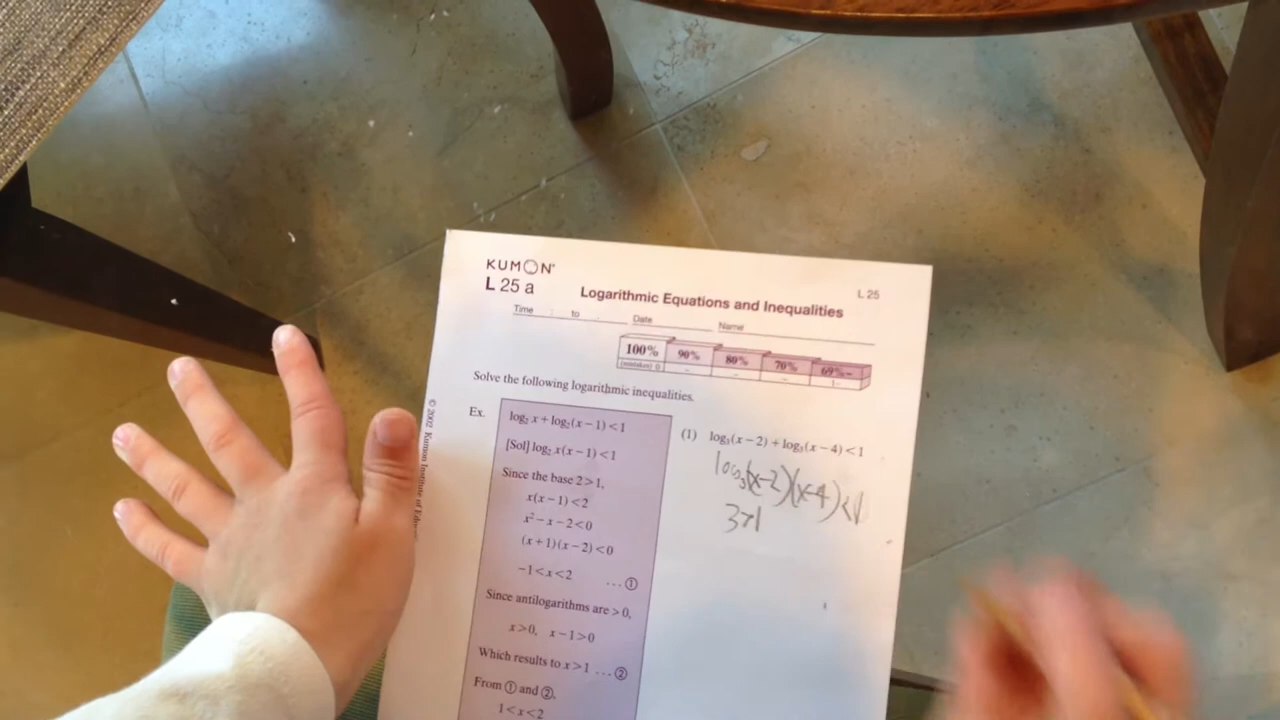 KUMON
L 25 a
L 25
Logarithmic Equations and Inequalities
Time : to : Date Name
100% 90% 80% 70% 69%~
(mistakes) 0 – – – 1–
Solve the following logarithmic inequalities.
Ex.
log₂ x + log₂(x − 1) < 1
[Sol] log₂ x(x − 1) < 1
Since the base 2 > 1,
x(x − 1) < 2
x² − x − 2 < 0
(x + 1)(x − 2) < 0
−1 < x < 2 …①
Since antilogarithms are > 0,
x > 0, x − 1 > 0
Which results to x > 1 …②
From ① and ②,
1 < x < 2
(1) log₃(x − 2) + log₃(x − 4) < 1
log₃(x-2)(x-4)<1
3>1
© 2002 Kumon Institute of